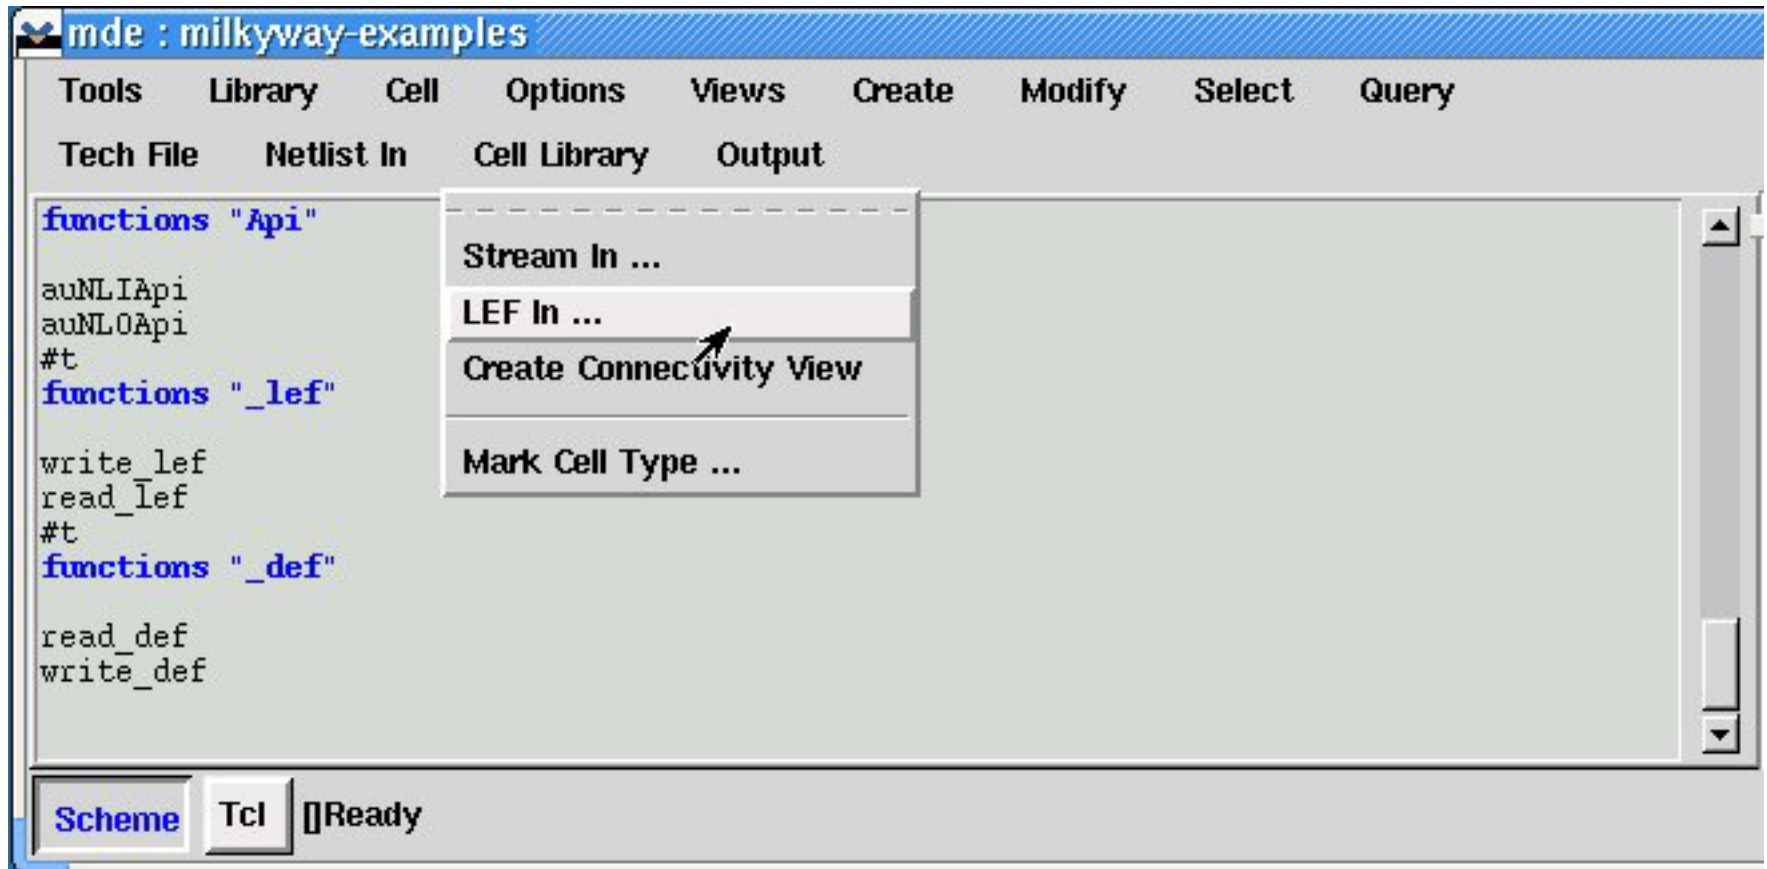 mde : milkyway-examples
Tools Library Cell Options Views Create Modify Select Query
Tech File Netlist In Cell Library Output
functions "Api"
auNLIApi
auNLOApi
#t
functions "_lef"
write_lef
read_lef
#t
functions "_def"
read_def
write_def
Stream In ...
LEF In ...
Create Connectivity View
Mark Cell Type ...
Scheme Tcl []Ready